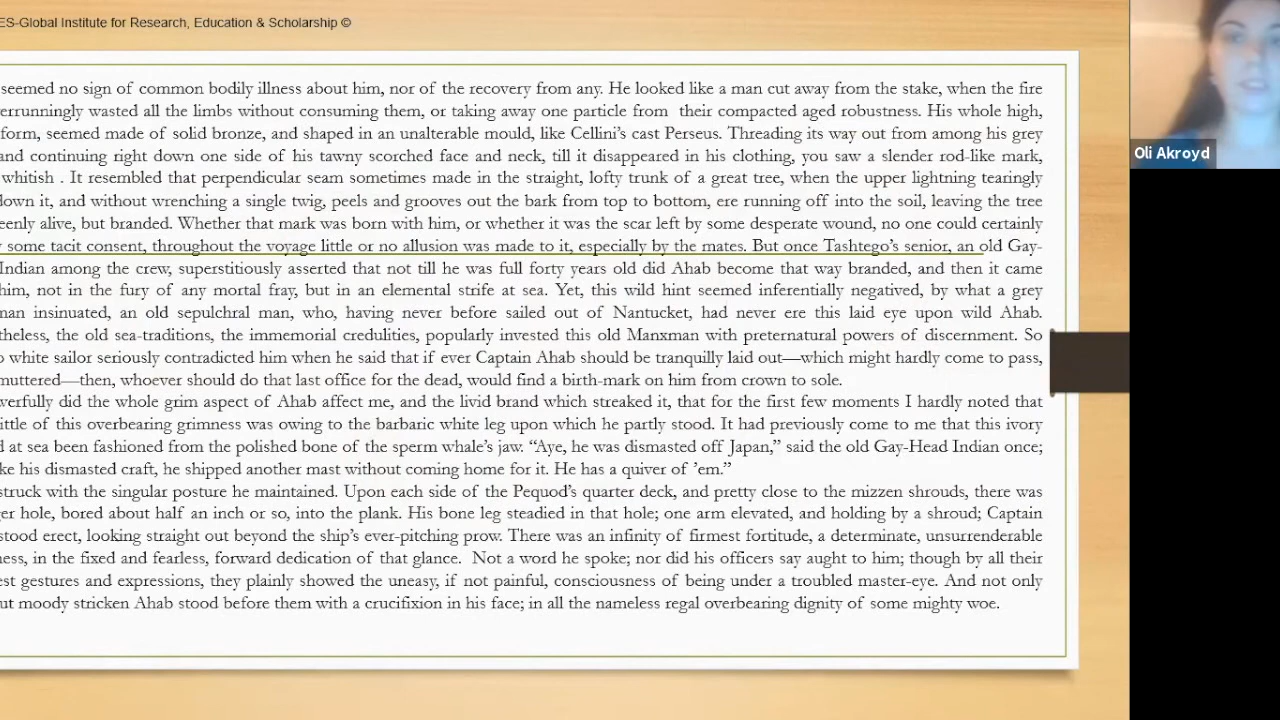 ES-Global Institute for Research, Education & Scholarship ©
Oli Akroyd
seemed no sign of common bodily illness about him, nor of the recovery from any. He looked like a man cut away from the stake, when the fire
errunningly wasted all the limbs without consuming them, or taking away one particle from their compacted aged robustness. His whole high,
form, seemed made of solid bronze, and shaped in an unalterable mould, like Cellini's cast Perseus. Threading its way out from among his grey
and continuing right down one side of his tawny scorched face and neck, till it disappeared in his clothing, you saw a slender rod-like mark,
whitish . It resembled that perpendicular seam sometimes made in the straight, lofty trunk of a great tree, when the upper lightning tearingly
down it, and without wrenching a single twig, peels and grooves out the bark from top to bottom, ere running off into the soil, leaving the tree
eenly alive, but branded. Whether that mark was born with him, or whether it was the scar left by some desperate wound, no one could certainly
some tacit consent, throughout the voyage little or no allusion was made to it, especially by the mates. But once Tashtego's senior, an old Gay-
Indian among the crew, superstitiously asserted that not till he was full forty years old did Ahab become that way branded, and then it came
him, not in the fury of any mortal fray, but in an elemental strife at sea. Yet, this wild hint seemed inferentially negatived, by what a grey
man insinuated, an old sepulchral man, who, having never before sailed out of Nantucket, had never ere this laid eye upon wild Ahab.
theless, the old sea-traditions, the immemorial credulities, popularly invested this old Manxman with preternatural powers of discernment. So
o white sailor seriously contradicted him when he said that if ever Captain Ahab should be tranquilly laid out—which might hardly come to pass,
muttered—then, whoever should do that last office for the dead, would find a birth-mark on him from crown to sole.
werfully did the whole grim aspect of Ahab affect me, and the livid brand which streaked it, that for the first few moments I hardly noted that
ittle of this overbearing grimness was owing to the barbaric white leg upon which he partly stood. It had previously come to me that this ivory
d at sea been fashioned from the polished bone of the sperm whale's jaw. “Aye, he was dismasted off Japan,” said the old Gay-Head Indian once;
ke his dismasted craft, he shipped another mast without coming home for it. He has a quiver of ’em.”
struck with the singular posture he maintained. Upon each side of the Pequod's quarter deck, and pretty close to the mizzen shrouds, there was
er hole, bored about half an inch or so, into the plank. His bone leg steadied in that hole; one arm elevated, and holding by a shroud; Captain
stood erect, looking straight out beyond the ship's ever-pitching prow. There was an infinity of firmest fortitude, a determinate, unsurrenderable
ness, in the fixed and fearless, forward dedication of that glance. Not a word he spoke; nor did his officers say aught to him; though by all their
est gestures and expressions, they plainly showed the uneasy, if not painful, consciousness of being under a troubled master-eye. And not only
ut moody stricken Ahab stood before them with a crucifixion in his face; in all the nameless regal overbearing dignity of some mighty woe.